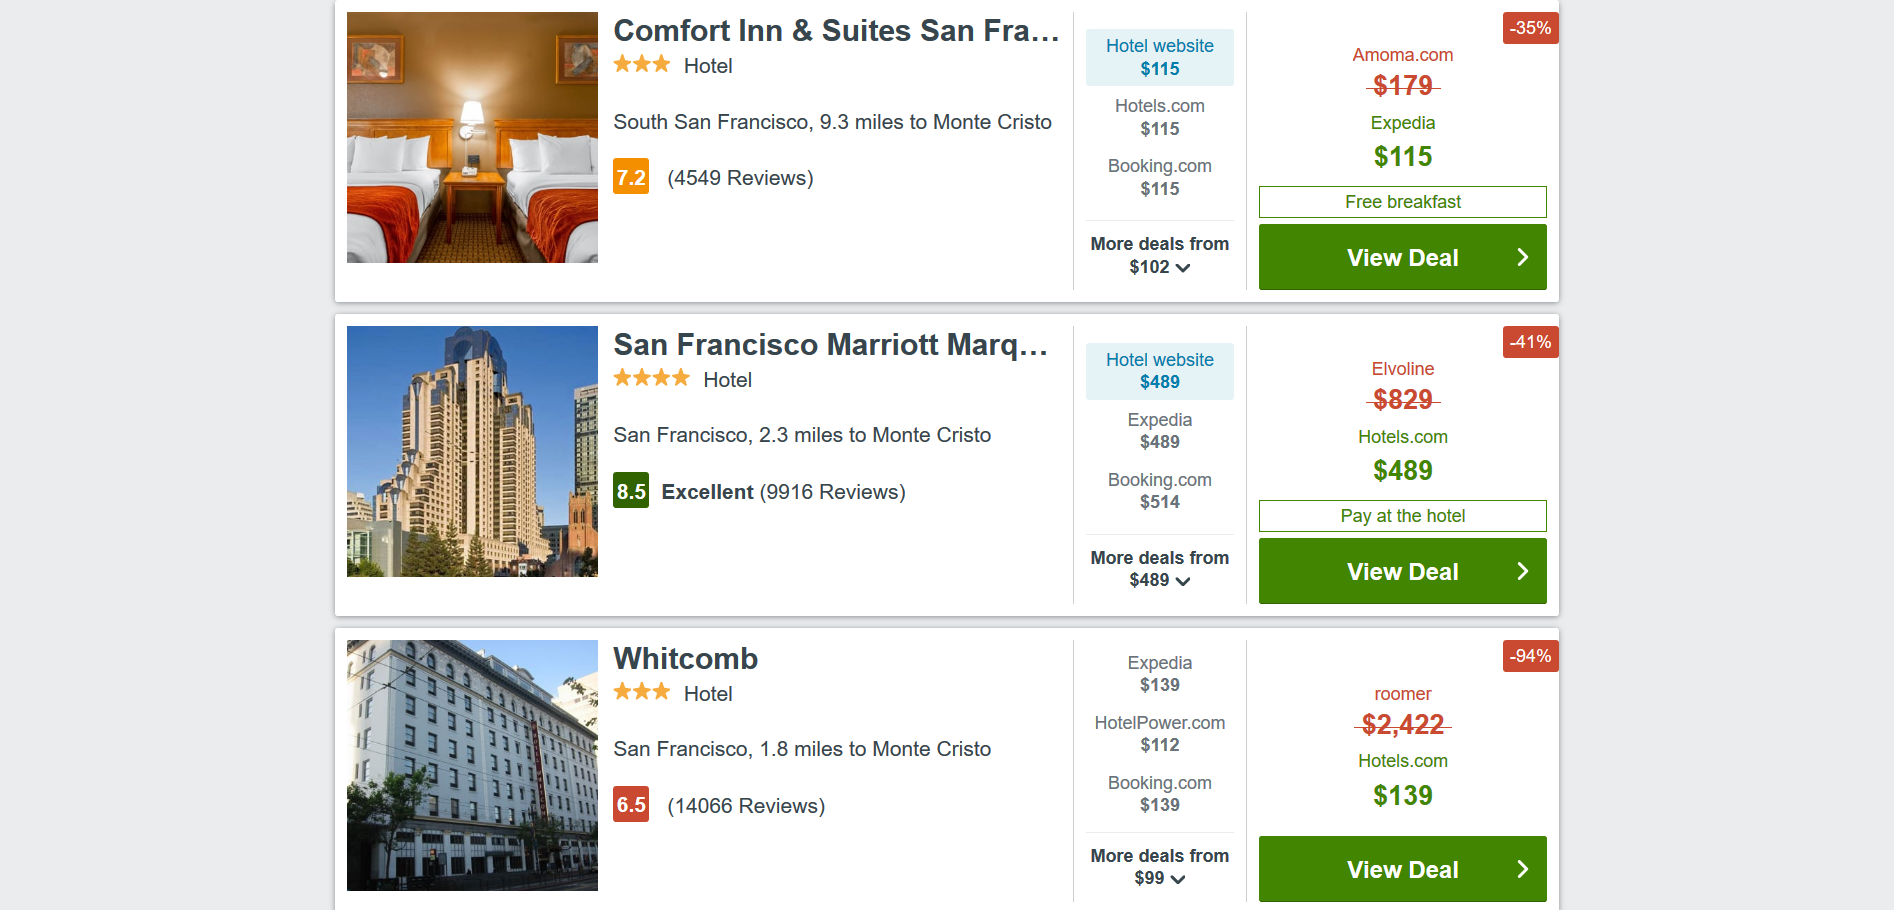 Comfort Inn & Suites San Fra...
Hotel
South San Francisco, 9.3 miles to Monte Cristo
7.2 (4549 Reviews)
Hotel website
$115
Hotels.com
$115
Booking.com
$115
More deals from
$102
-35%
Amoma.com
$179
Expedia
$115
Free breakfast
View Deal
San Francisco Marriott Marq...
Hotel
San Francisco, 2.3 miles to Monte Cristo
8.5 Excellent (9916 Reviews)
Hotel website
$489
Expedia
$489
Booking.com
$514
More deals from
$489
-41%
Elvoline
$829
Hotels.com
$489
Pay at the hotel
View Deal
Whitcomb
Hotel
San Francisco, 1.8 miles to Monte Cristo
6.5 (14066 Reviews)
Expedia
$139
HotelPower.com
$112
Booking.com
$139
More deals from
$99
-94%
roomer
$2,422
Hotels.com
$139
View Deal